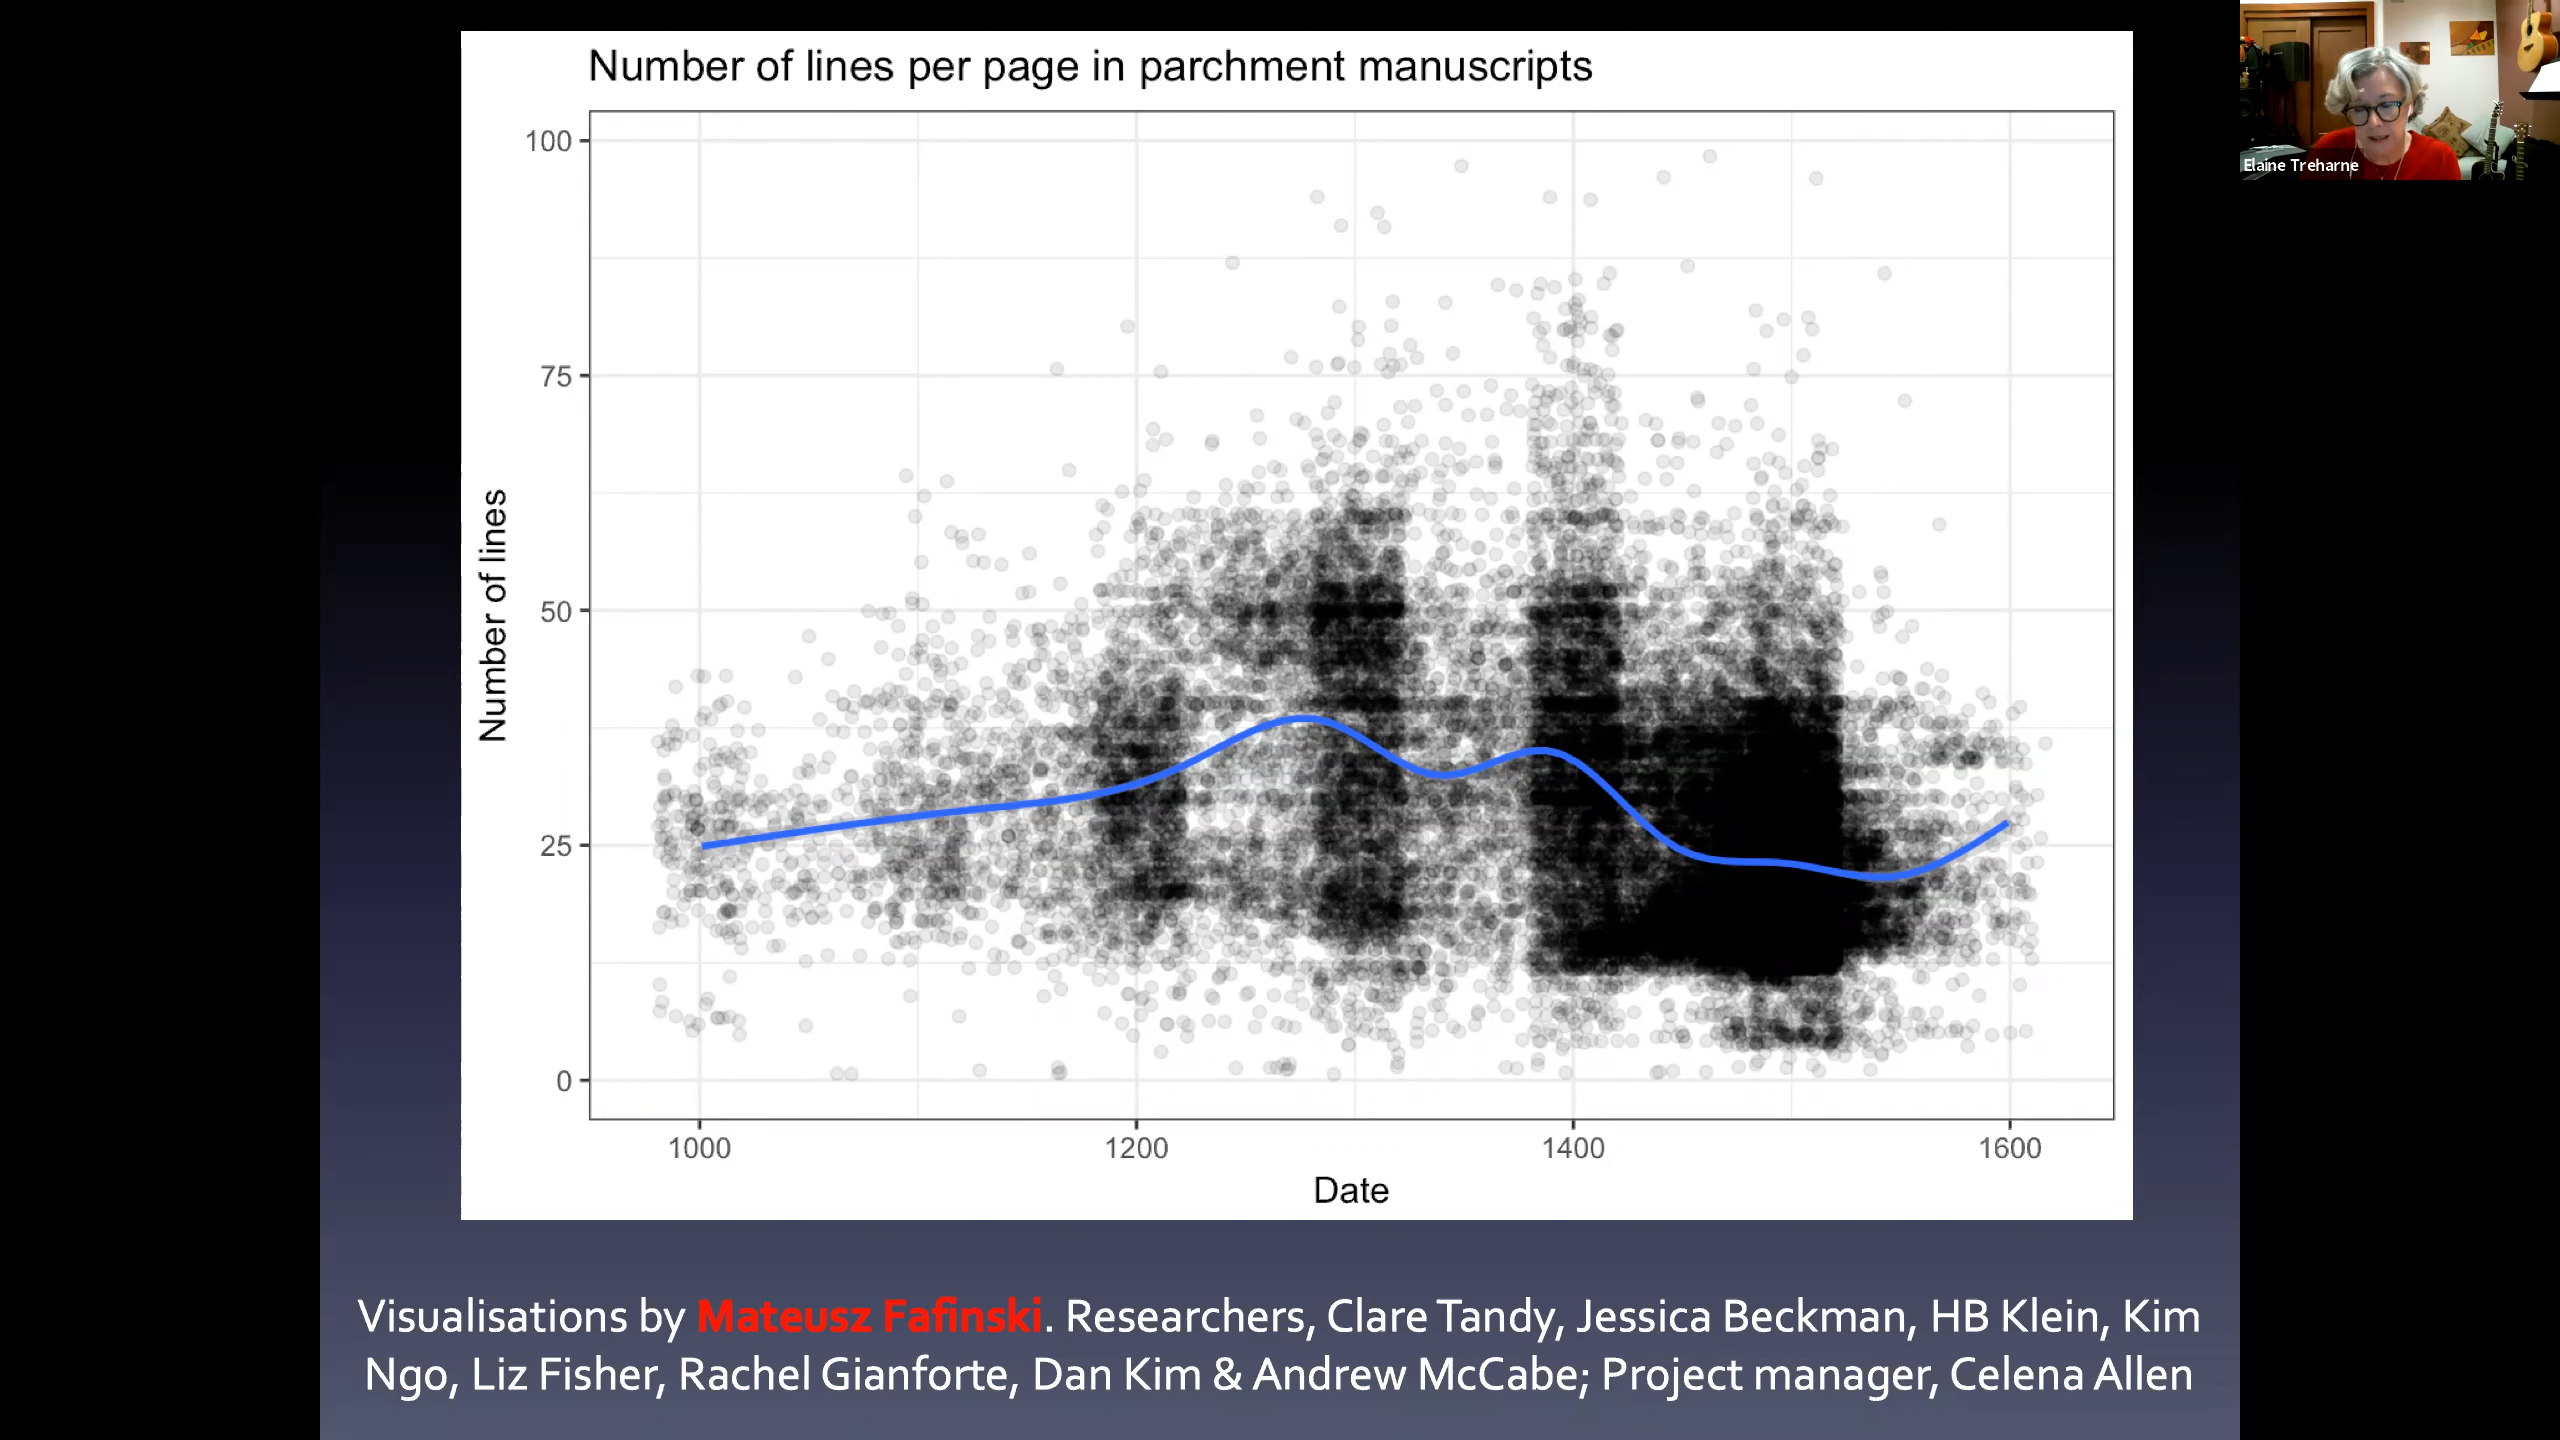 Number of lines per page in parchment manuscripts
100
75
50
25
0
Number of lines
1000 1200 1400 1600
Date
Elaine Treharne
Visualisations by Mateusz Fafinski. Researchers, Clare Tandy, Jessica Beckman, HB Klein, Kim
Ngo, Liz Fisher, Rachel Gianforte, Dan Kim & Andrew McCabe; Project manager, Celena Allen